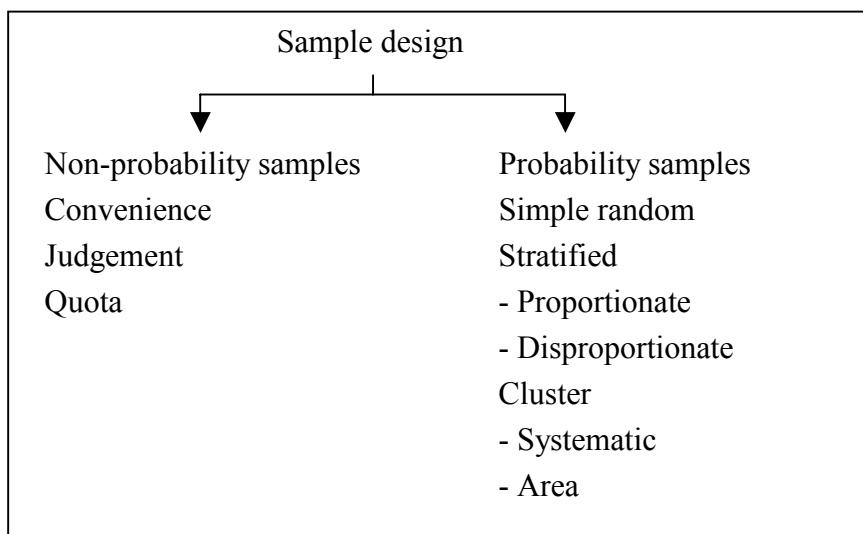 Sample design
Non-probability samples
Convenience
Judgement
Quota
Probability samples
Simple random
Stratified
- Proportionate
- Disproportionate
Cluster
- Systematic
- Area